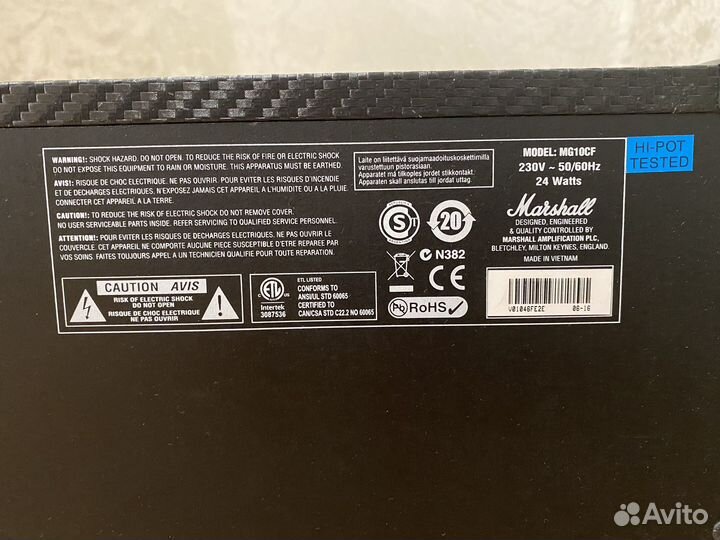 WARNING!: SHOCK HAZARD. DO NOT OPEN. TO REDUCE THE RISK OF FIRE OR ELECTRIC SHOCK
DO NOT EXPOSE THIS EQUIPMENT TO RAIN OR MOISTURE. THIS APPARATUS MUST BE EARTHED.
AVIS!: RISQUE DE CHOC ELECTRIQUE. NE PAS OUVRIR. POUR EVITER LES RISQUES D'INCENDIE
ET DE DECHARGES ELECTRIQUES, N'EXPOSEZ JAMAIS CET APPAREIL A L'HUMIDITE OU A LA PLUIE.
CONNECTER CET APPAREIL A LA TERRE.
CAUTION!: TO REDUCE THE RISK OF ELECTRIC SHOCK DO NOT REMOVE COVER.
NO USER SERVICEABLE PARTS INSIDE. REFER SERVICING TO QUALIFIED SERVICE PERSONNEL.
ATTENTION!: POUR EVITER LES RISQUES DE DECHARGES ELECTRIQUES, NE PAS OUVRIR DU
COUVERCLE. CET APPAREIL NE COMPORTE AUCUNE PIECE SUSCEPTIBLE D'ETRE REPAREE PAR
VOS SOINS. FAITES TOUJOURS APPEL A UN TECHNICIEN QUALIFIE POUR TOUTE REPARATION.
CAUTION AVIS
RISK OF ELECTRIC SHOCK
DO NOT OPEN
RISQUE DE CHOC ELECTRIQUE
NE PAS OUVRIR
ETL
Intertek
3087536
ETL LISTED
CONFORMS TO
ANSI/UL STD 60065
CERTIFIED TO
CAN/CSA STD C22.2 NO 60065
Laite on liitettävä suojamaadoituskoskettimilla
varustettuun pistorasiaan.
Apparatet må tilkoples jordet stikkontakt.
Apparaten skall anslutas till jordat uttag.
S
20
CE
N382
Pb RoHS
MODEL: MG10CF
230V ~ 50/60Hz
24 Watts
Marshall
DESIGNED, ENGINEERED
& QUALITY CONTROLLED BY
MARSHALL AMPLIFICATION PLC,
BLETCHLEY, MILTON KEYNES, ENGLAND.
MADE IN VIETNAM
V01046FE2E 06-16
HI-POT
TESTED
Avito